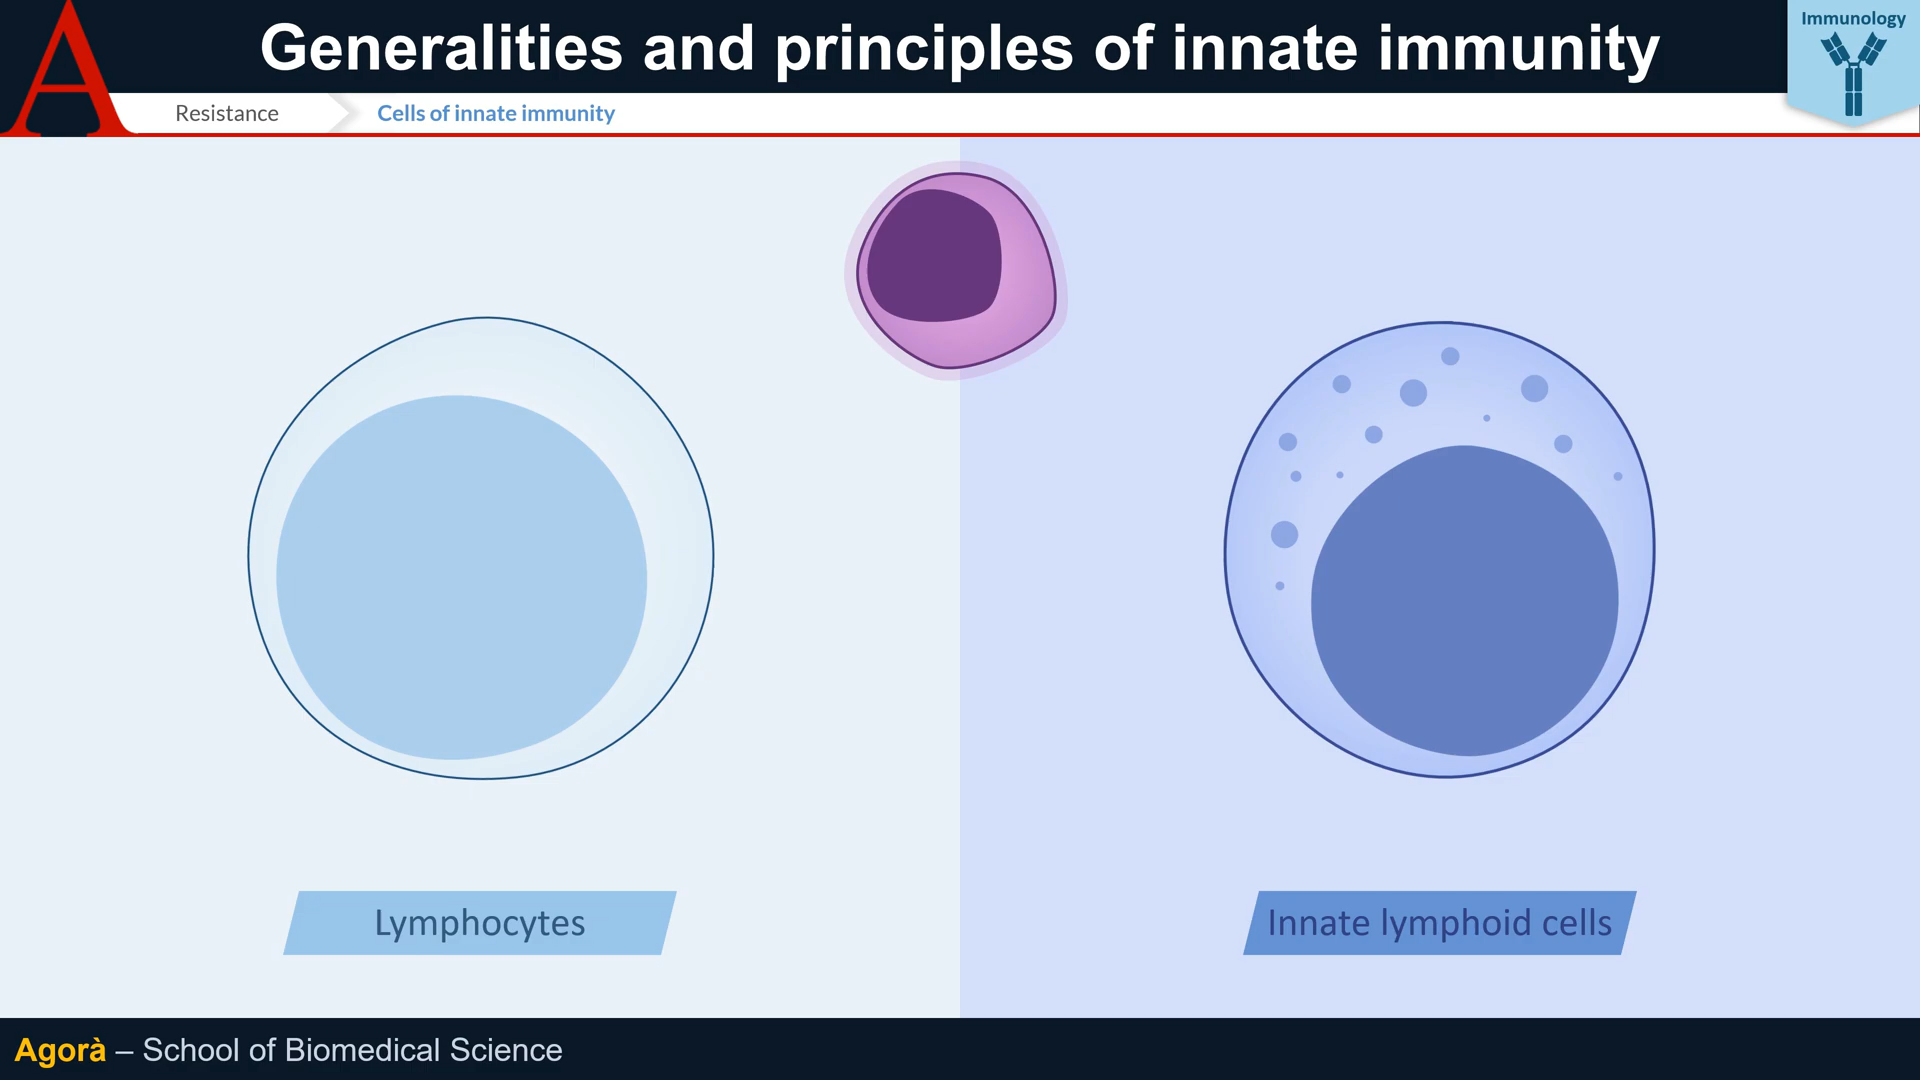 Generalities and principles of innate immunity
Immunology
Resistance
Cells of innate immunity
Lymphocytes
Innate lymphoid cells
Agorà – School of Biomedical Science